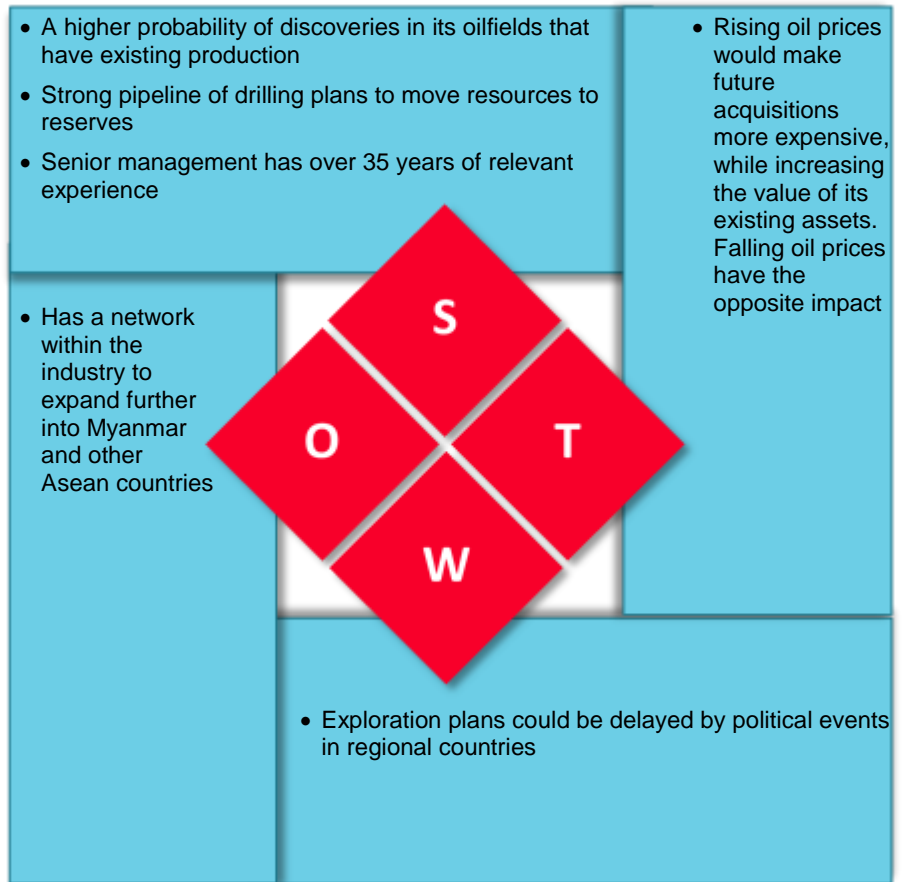 • A higher probability of discoveries in its oilfields that
have existing production
• Strong pipeline of drilling plans to move resources to
reserves
• Senior management has over 35 years of relevant
experience
• Rising oil prices
would make
future
acquisitions
more expensive,
while increasing
the value of its
existing assets.
Falling oil prices
have the
opposite impact
• Has a network
within the
industry to
expand further
into Myanmar
and other
Asean countries
S
O
T
W
• Exploration plans could be delayed by political events
in regional countries